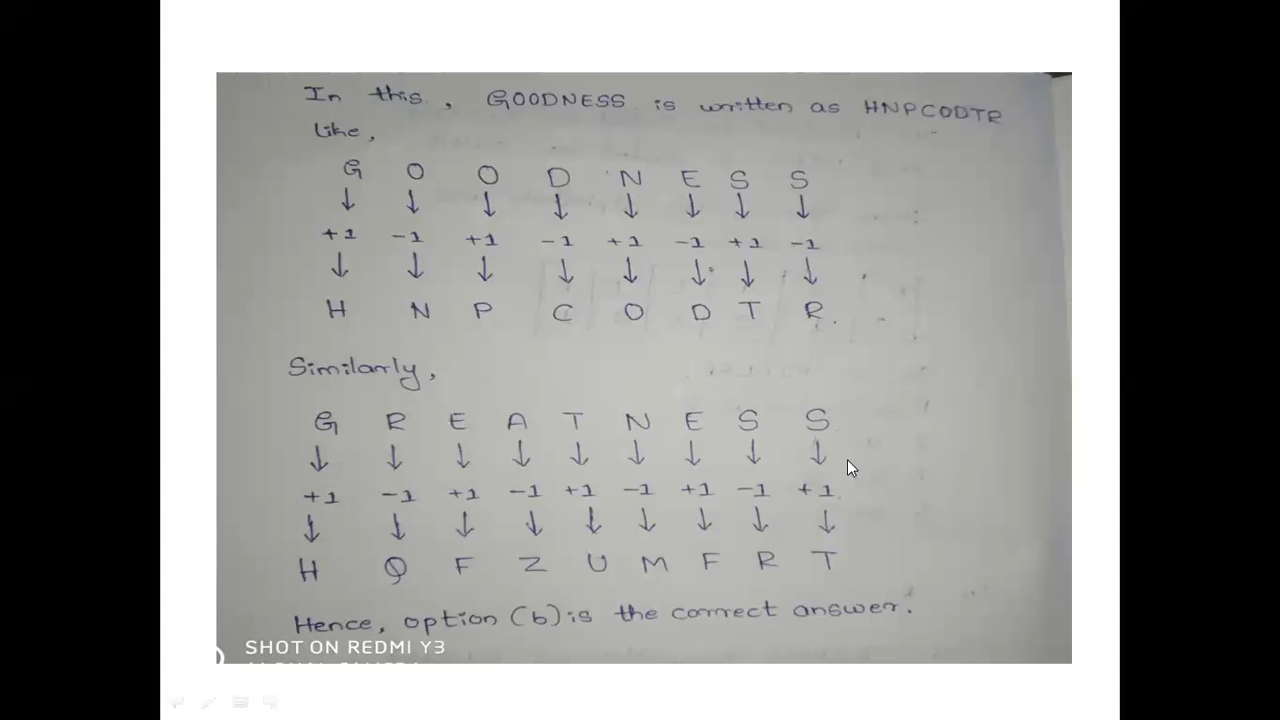 In this, GOODNESS is written as HNPCODTR
like,
G O O D N E S S
↓ ↓ ↓ ↓ ↓ ↓ ↓ ↓
+1 -1 +1 -1 +1 -1 +1 -1
↓ ↓ ↓ ↓ ↓ ↓ ↓ ↓
H N P C O D T R.
Similarly,
G R E A T N E S S
↓ ↓ ↓ ↓ ↓ ↓ ↓ ↓ ↓
+1 -1 +1 -1 +1 -1 +1 -1 +1.
↓ ↓ ↓ ↓ ↓ ↓ ↓ ↓ ↓
H Q F Z U M F R T
Hence, option (b) is the correct answer.
SHOT ON REDMI Y3